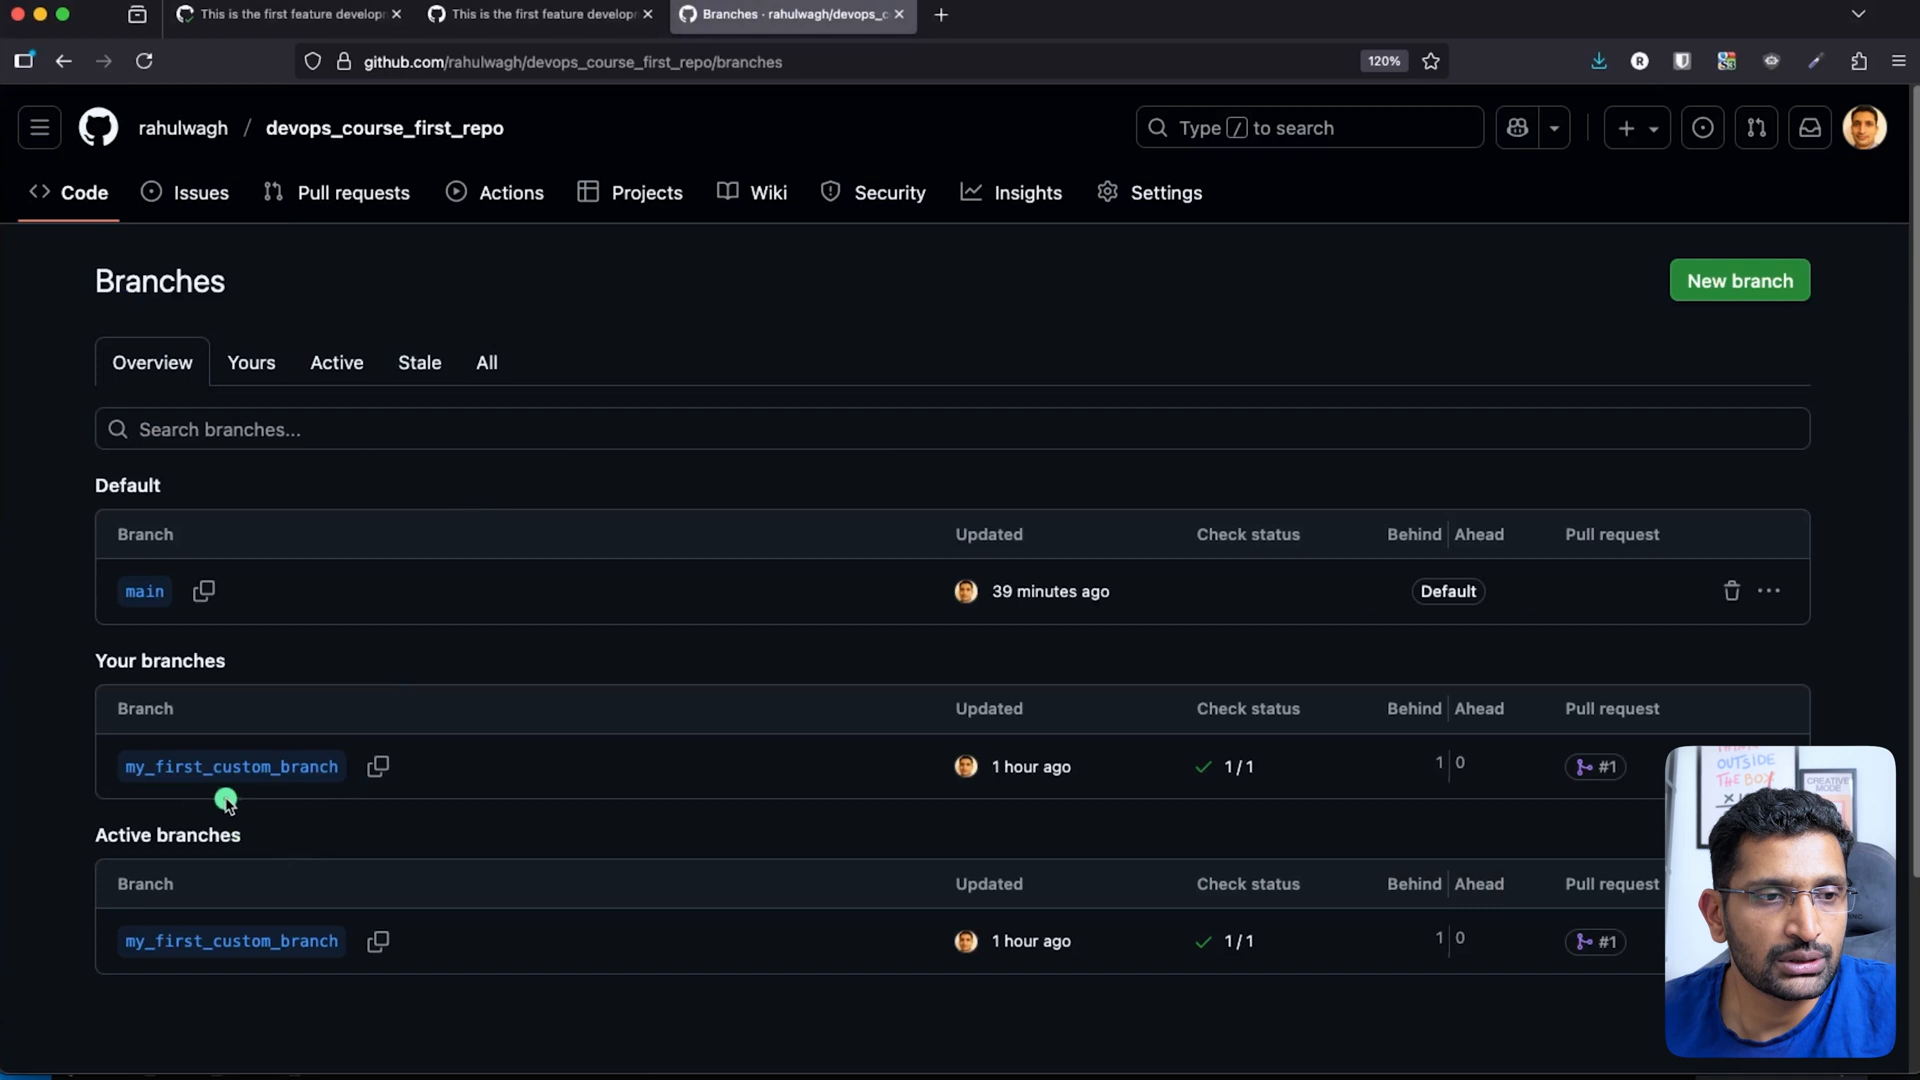 This is the first feature develop
This is the first feature develop
Branches · rahulwagh/devops_c
github.com/rahulwagh/devops_course_first_repo/branches
120%
R
rahulwagh / devops_course_first_repo
Type / to search
Code
Issues
Pull requests
Actions
Projects
Wiki
Security
Insights
Settings
Branches
New branch
Overview
Yours
Active
Stale
All
Search branches...
Default
Branch Updated Check status Behind Ahead Pull request
main 39 minutes ago Default
Your branches
Branch Updated Check status Behind Ahead Pull request
my_first_custom_branch 1 hour ago 1 / 1 1 0 #1
OUTSIDE
THE BOX
CREATIVE
MODE
Active branches
Branch Updated Check status Behind Ahead Pull request
my_first_custom_branch 1 hour ago 1 / 1 1 0 #1